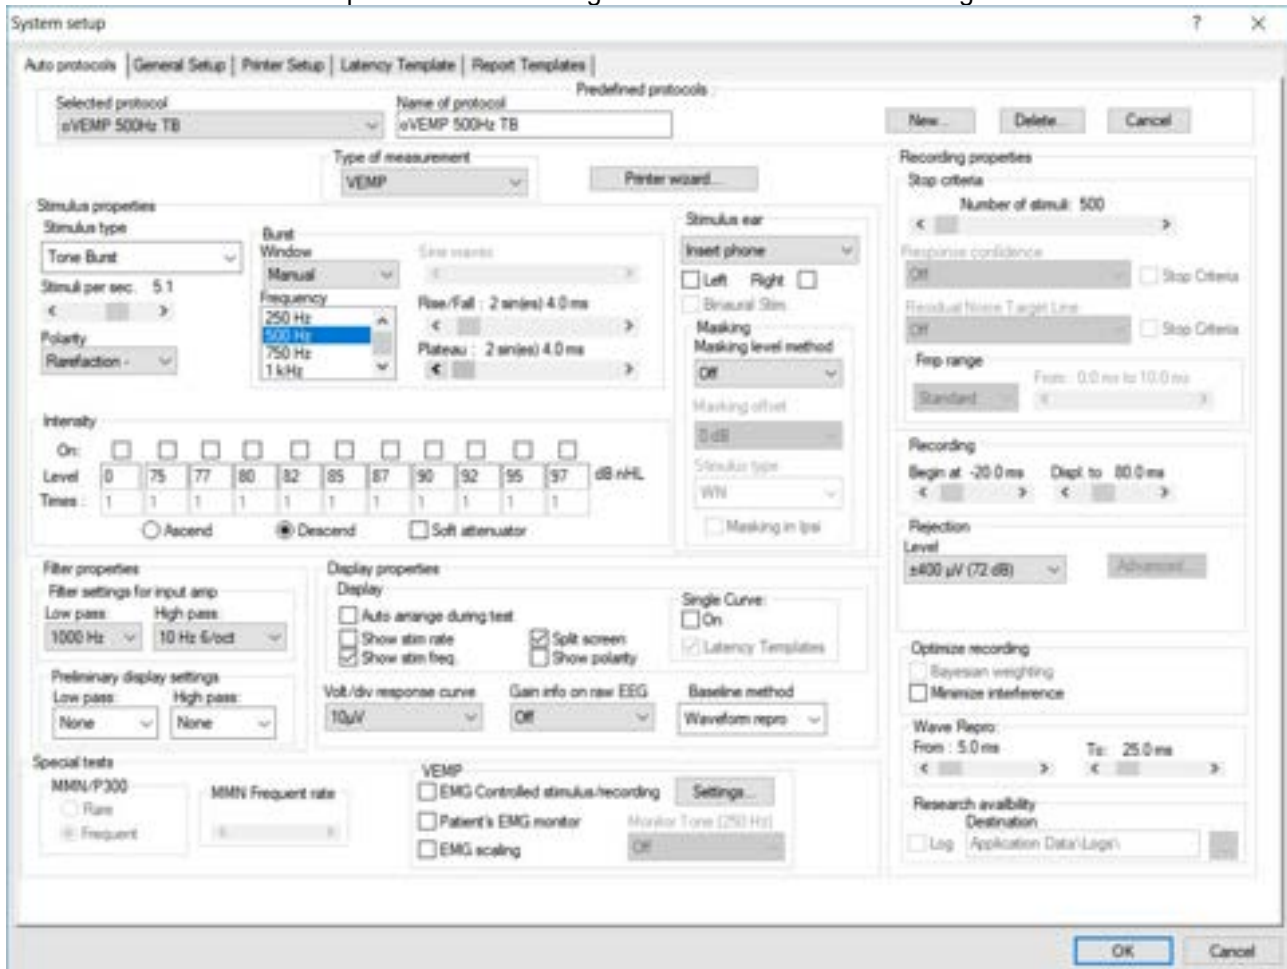 System setup ? ×
Auto protocols | General Setup | Printer Setup | Latency Template | Report Templates |
Predefined protocols
Selected protocol
oVEMP 500Hz TB
Name of protocol
oVEMP 500Hz TB
New... Delete... Cancel
Type of measurement
VEMP
Printer wizard...
Stimulus properties
Stimulus type
Tone Burst
Stimuli per sec. 5.1
Polarity
Rarefaction -
Burst
Window
Manual
Frequency
250 Hz
500 Hz
750 Hz
1 kHz
Sine waves
Rise/Fall : 2 sin(es) 4.0 ms
Plateau : 2 sin(es) 4.0 ms
Stimulus ear
Insert phone
Left Right
Binaural Stim.
Masking
Masking level method
Off
Masking offset
0 dB
Stimulus type
WN
Masking in Ipsi
Intensity
On:
Level 0 75 77 80 82 85 87 90 92 95 97 dB nHL
Times : 1 1 1 1 1 1 1 1 1 1 1
Ascend Descend Soft attenuator
Filter properties
Filter settings for input amp
Low pass: High pass:
1000 Hz 10 Hz 6/oct
Preliminary display settings
Low pass: High pass:
None None
Display properties
Display
Auto arrange during test
Show stim rate Split screen
Show stim freq. Show polarity
Single Curve:
On
Latency Templates
Volt/div response curve
10µV
Gain info on raw EEG
Off
Baseline method
Waveform repro
Special tests
MMN/P300
Rare
Frequent
MMN Frequent rate
VEMP
EMG Controlled stimulus/recording Settings...
Patient's EMG monitor
EMG scaling
Monitor Tone (250 Hz)
Off
Recording properties
Stop criteria
Number of stimuli: 500
Response confidence
Off Stop Criteria
Residual Noise Target Line
Off Stop Criteria
Fmp range
Standard
From: 0.0 ms to 10.0 ms
Recording
Begin at -20.0 ms Displ. to 80.0 ms
Rejection
Level
±400 µV (72 dB) Advanced...
Optimize recording
Bayesian weighting
Minimize interference
Wave Repro:
From : 5.0 ms To: 25.0 ms
Research availbility
Destination
Log Application Data\Logs\ ...
OK Cancel